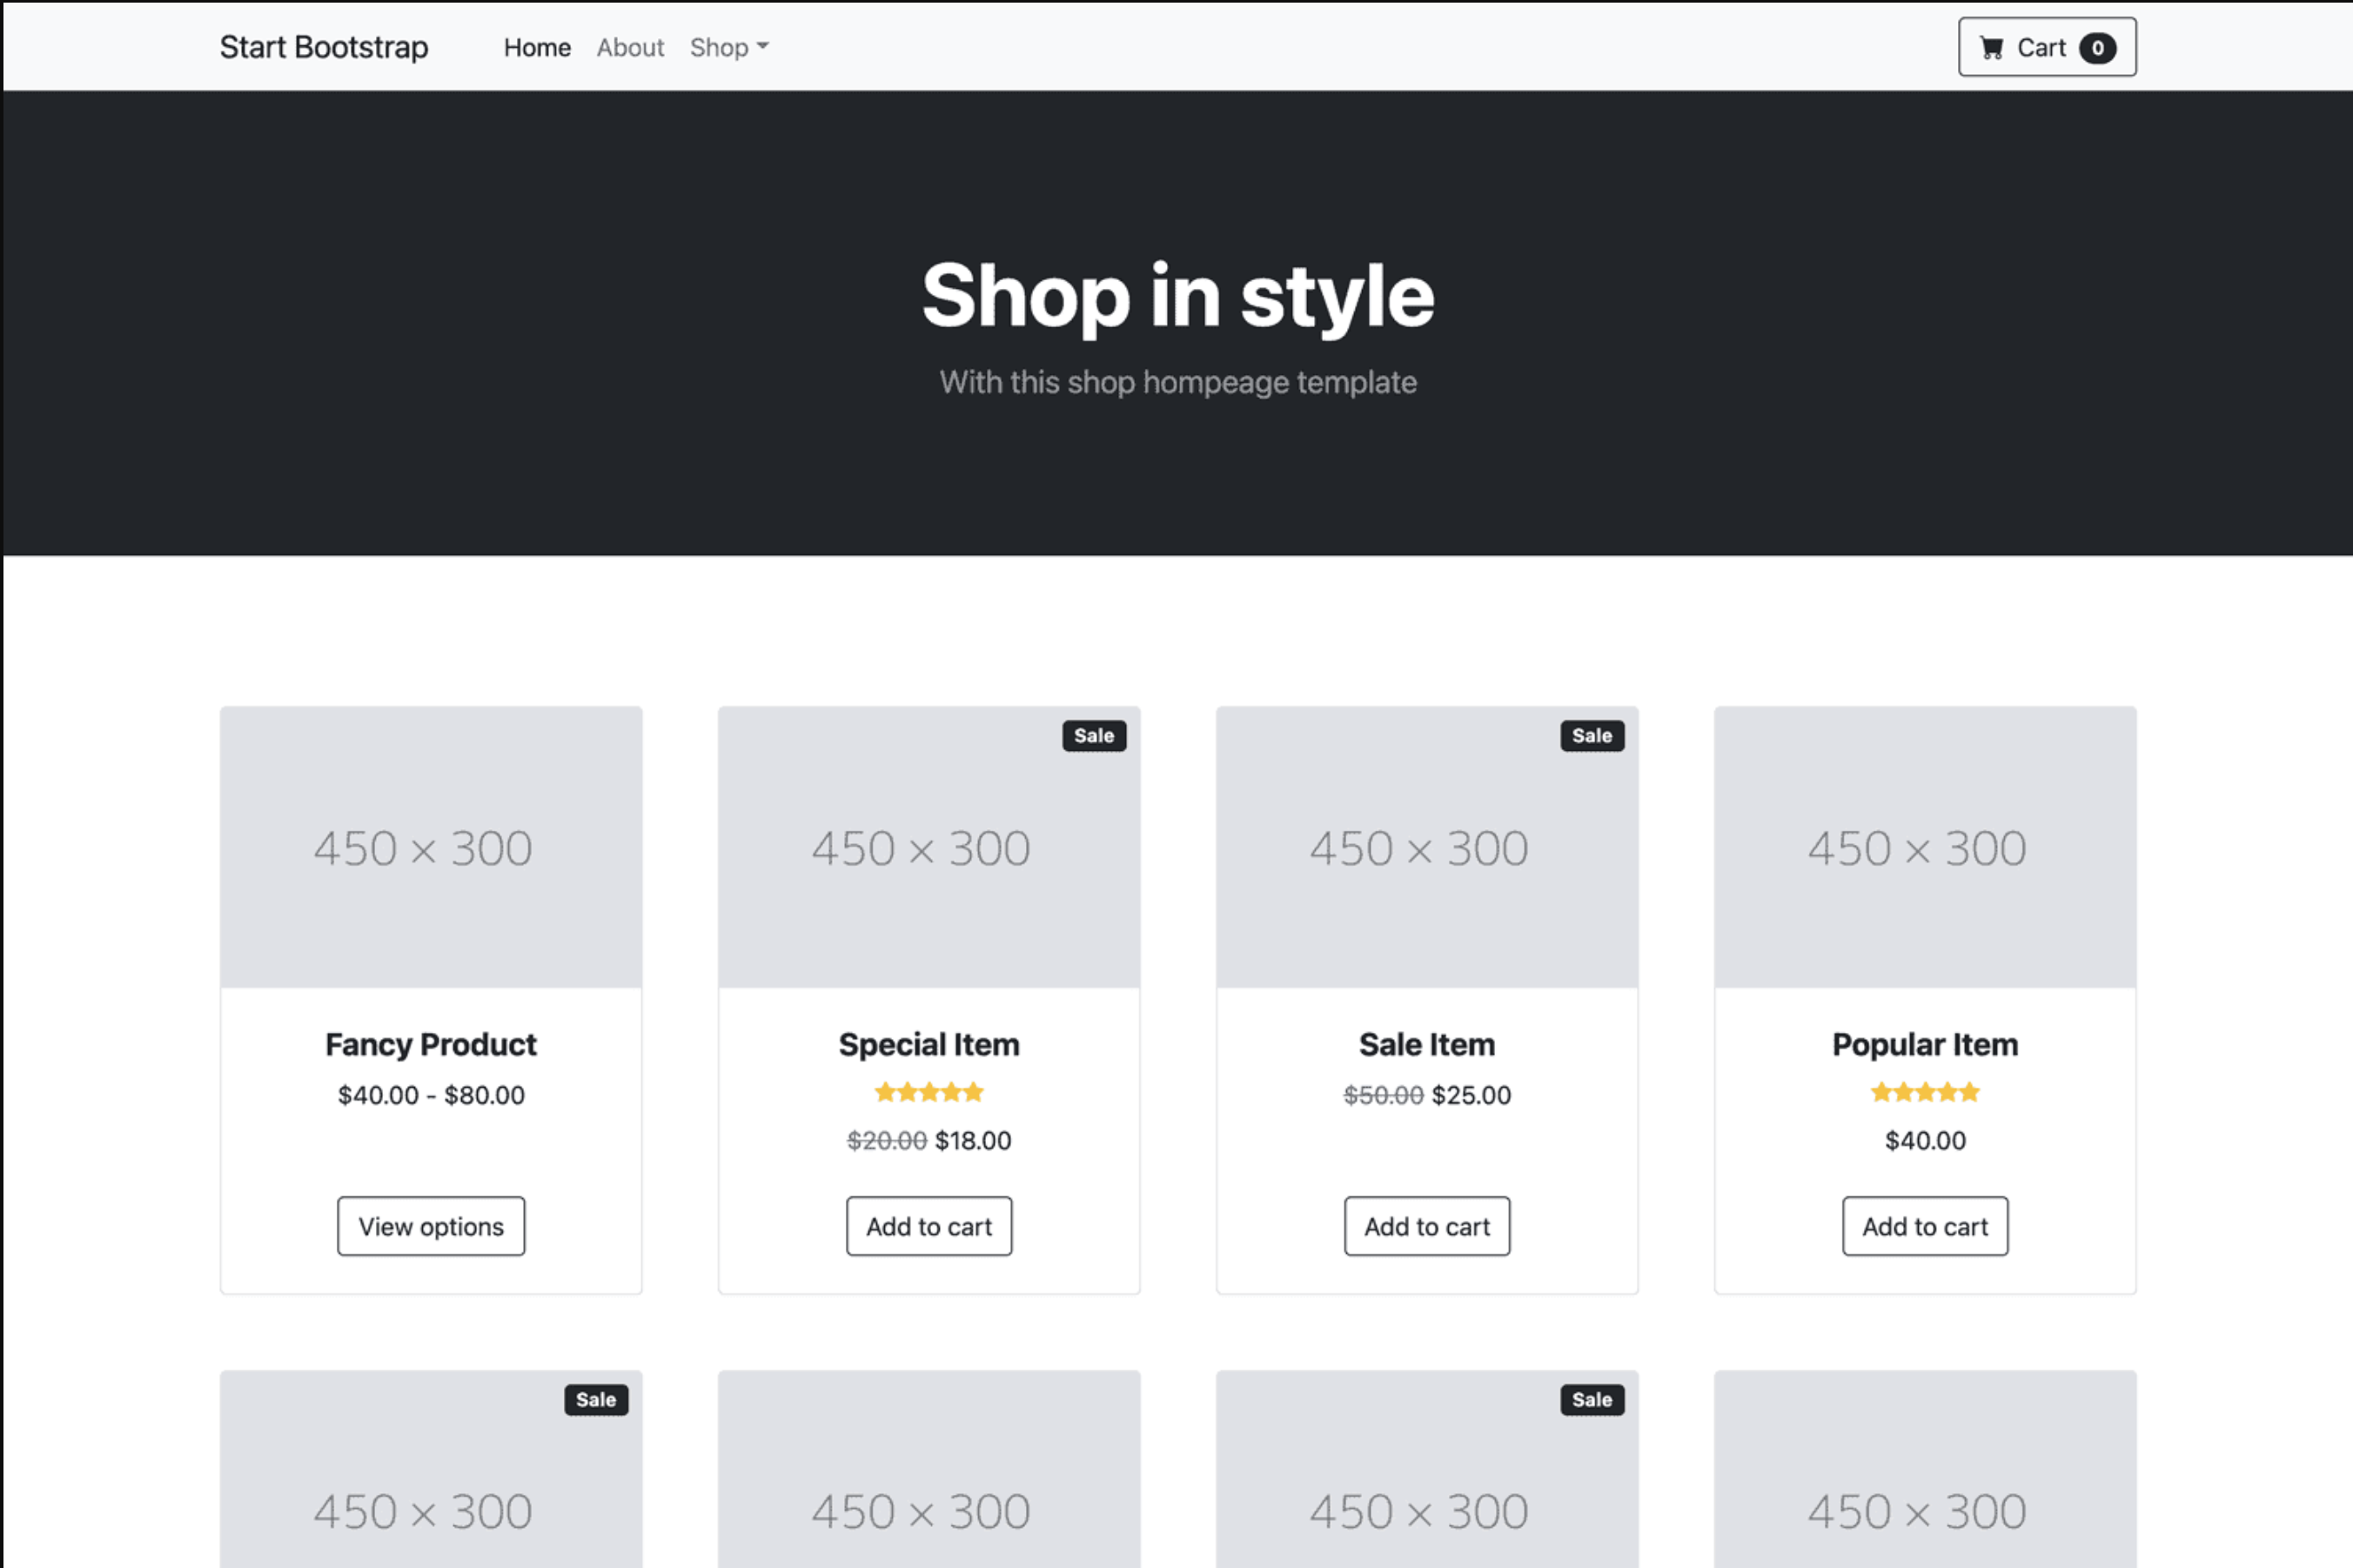 Start Bootstrap Home About Shop Cart 0
Shop in style
With this shop hompeage template
Sale Sale
450 × 300 450 × 300 450 × 300 450 × 300
Fancy Product Special Item Sale Item Popular Item
$40.00 - $80.00 $50.00 $25.00
$20.00 $18.00 $40.00
View options Add to cart Add to cart Add to cart
Sale Sale
450 × 300 450 × 300 450 × 300 450 × 300